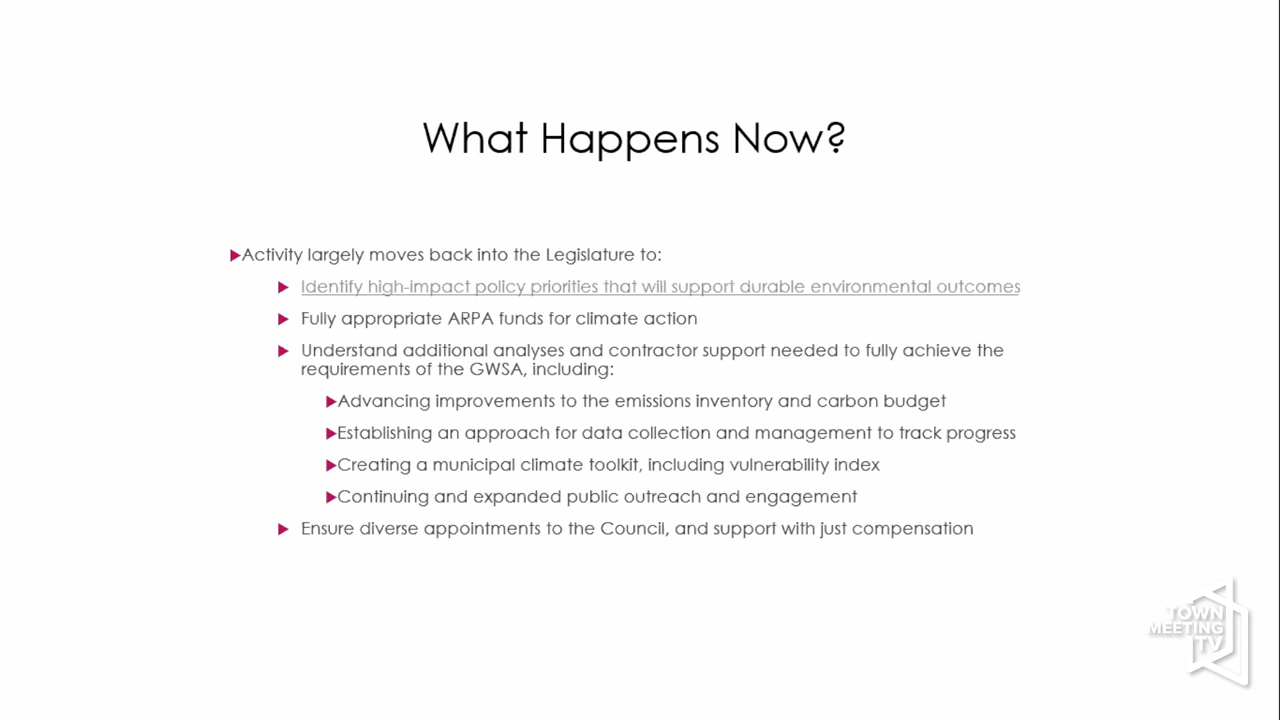 What Happens Now?
Activity largely moves back into the Legislature to:
Identify high-impact policy priorities that will support durable environmental outcomes
Fully appropriate ARPA funds for climate action
Understand additional analyses and contractor support needed to fully achieve the
requirements of the GWSA, including:
Advancing improvements to the emissions inventory and carbon budget
Establishing an approach for data collection and management to track progress
Creating a municipal climate toolkit, including vulnerability index
Continuing and expanded public outreach and engagement
Ensure diverse appointments to the Council, and support with just compensation
TOWN
MEETING
TV